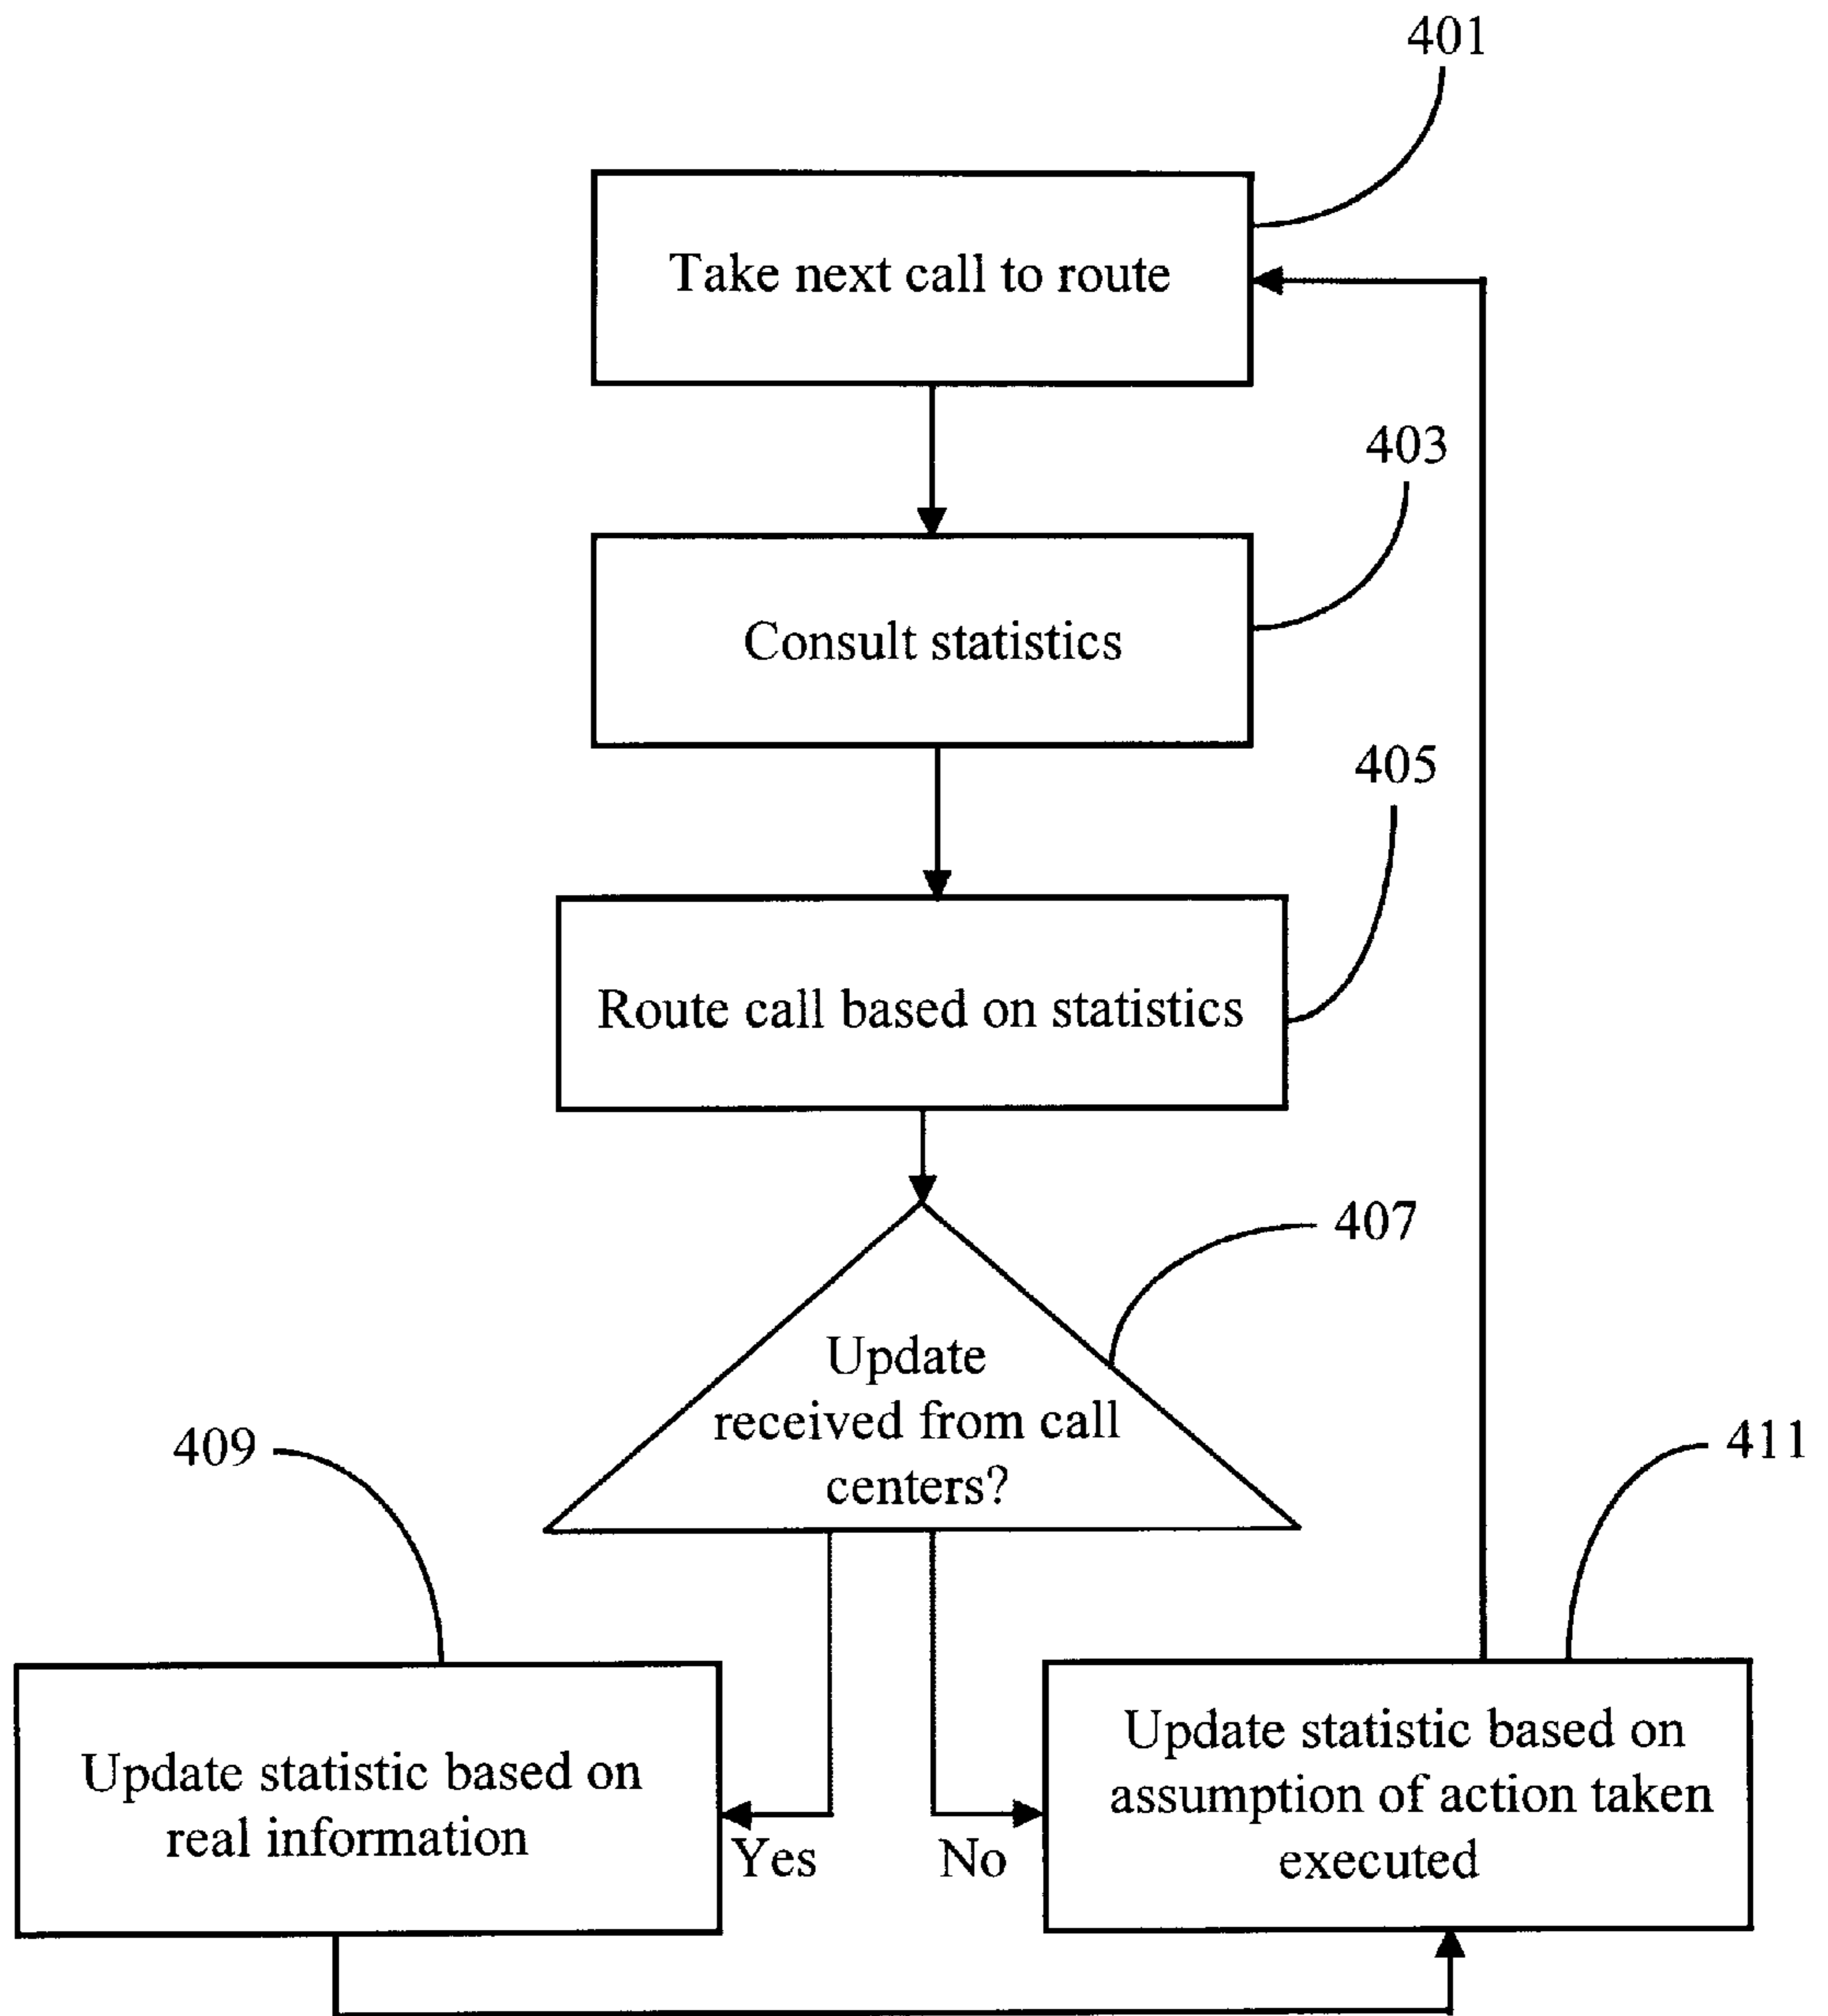 401
Take next call to route
403
Consult statistics
405
Route call based on statistics
407
Update
received from call
centers?
409
411
Update statistic based on
real information
Yes
No
Update statistic based on
assumption of action taken
executed